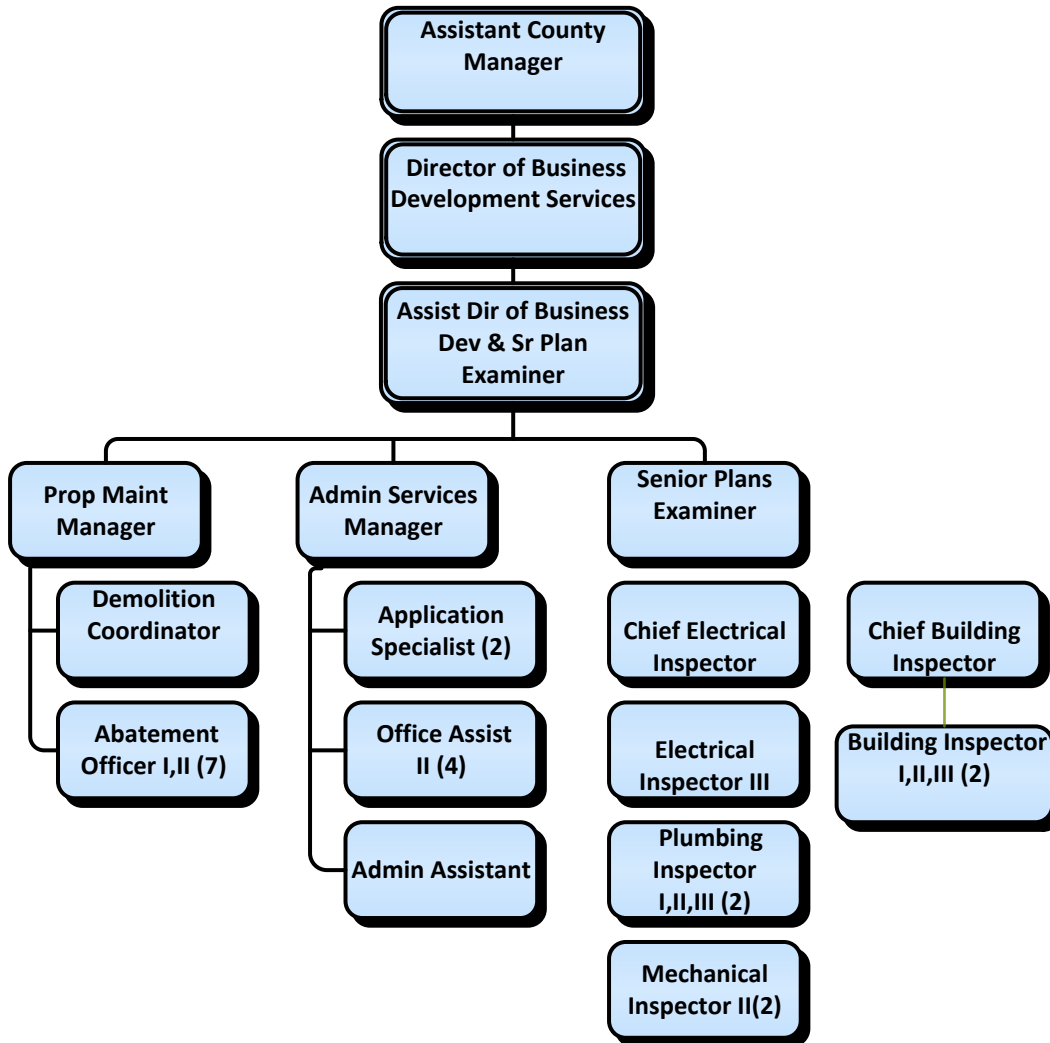 Assistant County
Manager
Director of Business
Development Services
Assist Dir of Business
Dev & Sr Plan
Examiner
Prop Maint
Manager
Admin Services
Manager
Senior Plans
Examiner
Demolition
Coordinator
Application
Specialist (2)
Chief Electrical
Inspector
Chief Building
Inspector
Abatement
Officer I,II (7)
Office Assist
II (4)
Electrical
Inspector III
Building Inspector
I,II,III (2)
Admin Assistant
Plumbing
Inspector
I,II,III (2)
Mechanical
Inspector II(2)